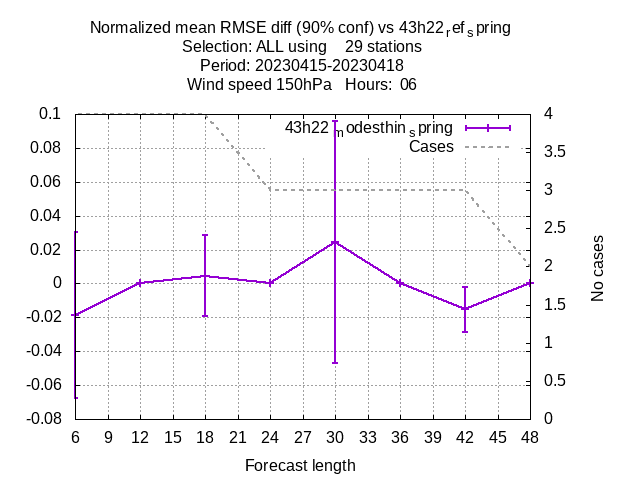 Normalized mean RMSE diff (90% conf) vs 43h22refspring
Selection: ALL using 29 stations
Period: 20230415-20230418
Wind speed 150hPa Hours: 06
43h22modesthinspring
Cases
0.1
0.08
0.06
0.04
0.02
0
-0.02
-0.04
-0.06
-0.08
4
3.5
3
2.5
2
1.5
1
0.5
0
No cases
6 9 12 15 18 21 24 27 30 33 36 39 42 45 48
Forecast length